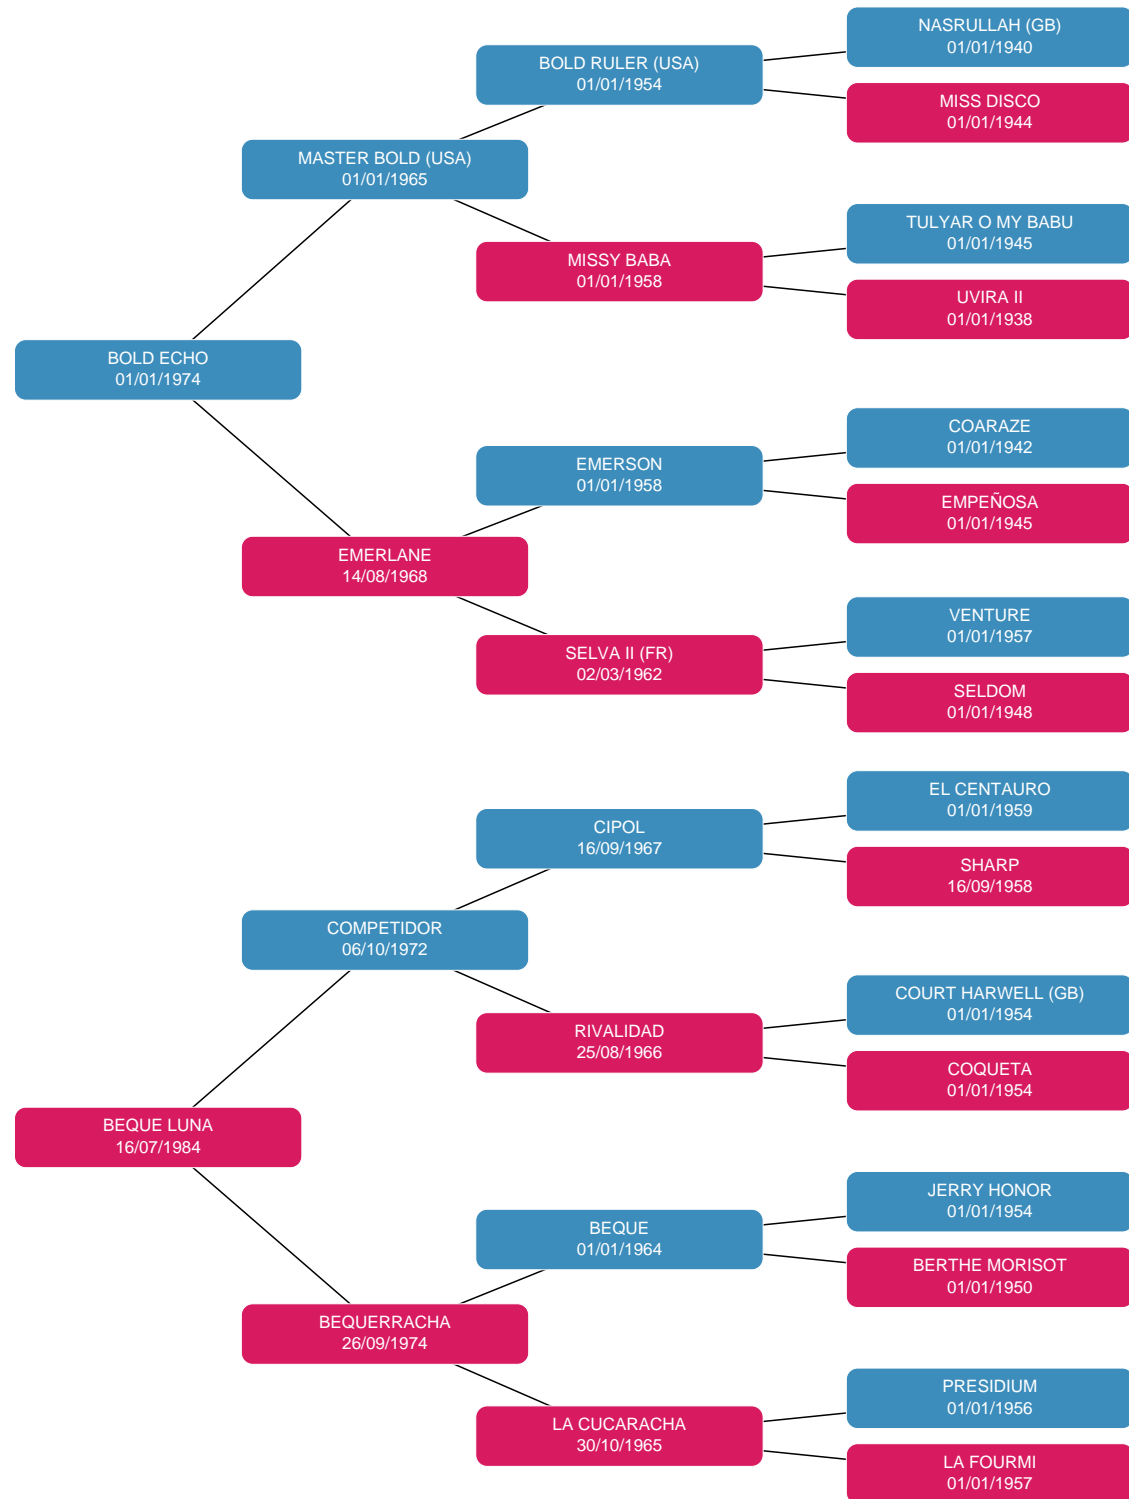 NASRULLAH (GB)
01/01/1940
BOLD RULER (USA)
01/01/1954
MISS DISCO
01/01/1944
MASTER BOLD (USA)
01/01/1965
TULYAR O MY BABU
01/01/1945
MISSY BABA
01/01/1958
UVIRA II
01/01/1938
BOLD ECHO
01/01/1974
COARAZE
01/01/1942
EMERSON
01/01/1958
EMPEÑOSA
01/01/1945
EMERLANE
14/08/1968
VENTURE
01/01/1957
SELVA II (FR)
02/03/1962
SELDOM
01/01/1948
EL CENTAURO
01/01/1959
CIPOL
16/09/1967
SHARP
16/09/1958
COMPETIDOR
06/10/1972
COURT HARWELL (GB)
01/01/1954
RIVALIDAD
25/08/1966
COQUETA
01/01/1954
BEQUE LUNA
16/07/1984
JERRY HONOR
01/01/1954
BEQUE
01/01/1964
BERTHE MORISOT
01/01/1950
BEQUERRACHA
26/09/1974
PRESIDIUM
01/01/1956
LA CUCARACHA
30/10/1965
LA FOURMI
01/01/1957